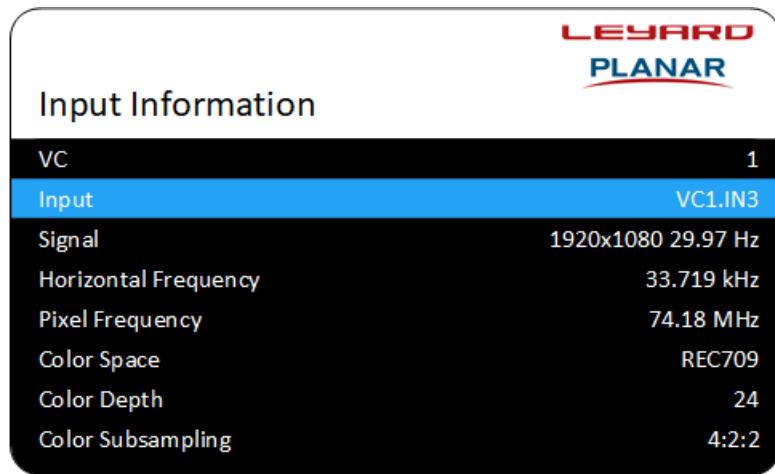 LEYARD
PLANAR
Input Information
VC 1
Input VC1.IN3
Signal 1920x1080 29.97 Hz
Horizontal Frequency 33.719 kHz
Pixel Frequency 74.18 MHz
Color Space REC709
Color Depth 24
Color Subsampling 4:2:2